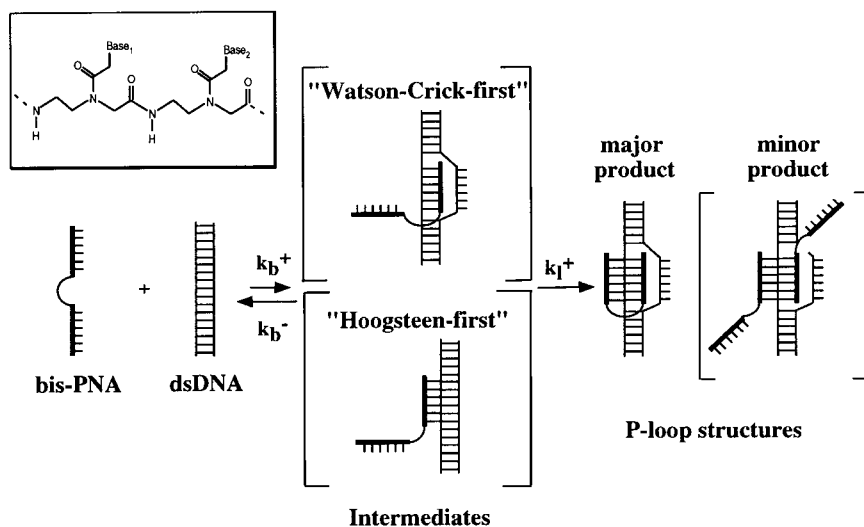 Base1
Base2
O
O
O
O
N
N
N
N
H
H
"Watson-Crick-first"
major
product
minor
product
kb+
kb-
kl+
+
"Hoogsteen-first"
bis-PNA
dsDNA
P-loop structures
Intermediates